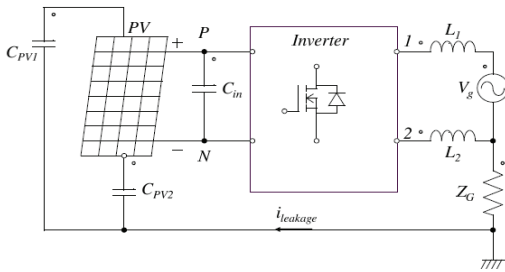 C_PV1
PV
+
P
C_in
−
N
C_PV2
Inverter
1
L_1
V_g
2
L_2
Z_G
i_leakage